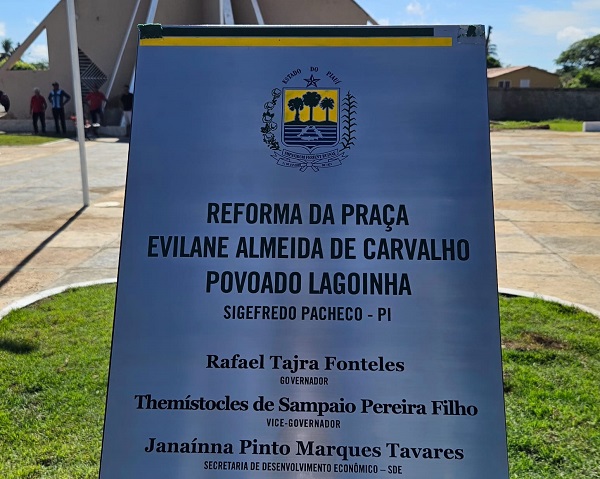 ESTADO DO PIAUÍ
REFORMA DA PRAÇA
EVILANE ALMEIDA DE CARVALHO
POVOADO LAGOINHA
SIGEFREDO PACHECO - PI
Rafael Tajra Fonteles
GOVERNADOR
Themístocles de Sampaio Pereira Filho
VICE-GOVERNADOR
Janaínna Pinto Marques Tavares
SECRETARIA DE DESENVOLVIMENTO ECONÔMICO – SDE